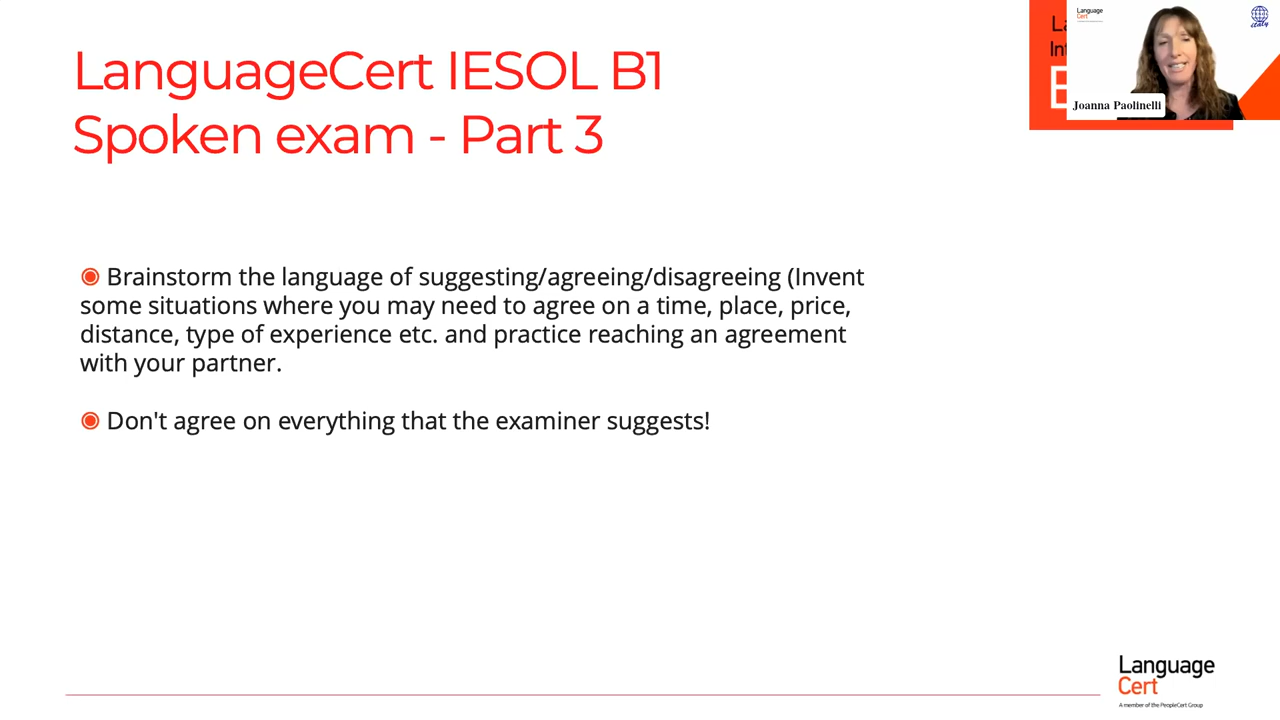 LanguageCert IESOL B1
Spoken exam - Part 3
Language
Cert
Joanna Paolinelli
Brainstorm the language of suggesting/agreeing/disagreeing (Invent
some situations where you may need to agree on a time, place, price,
distance, type of experience etc. and practice reaching an agreement
with your partner.
Don't agree on everything that the examiner suggests!
Language
Cert
A member of the PeopleCert Group